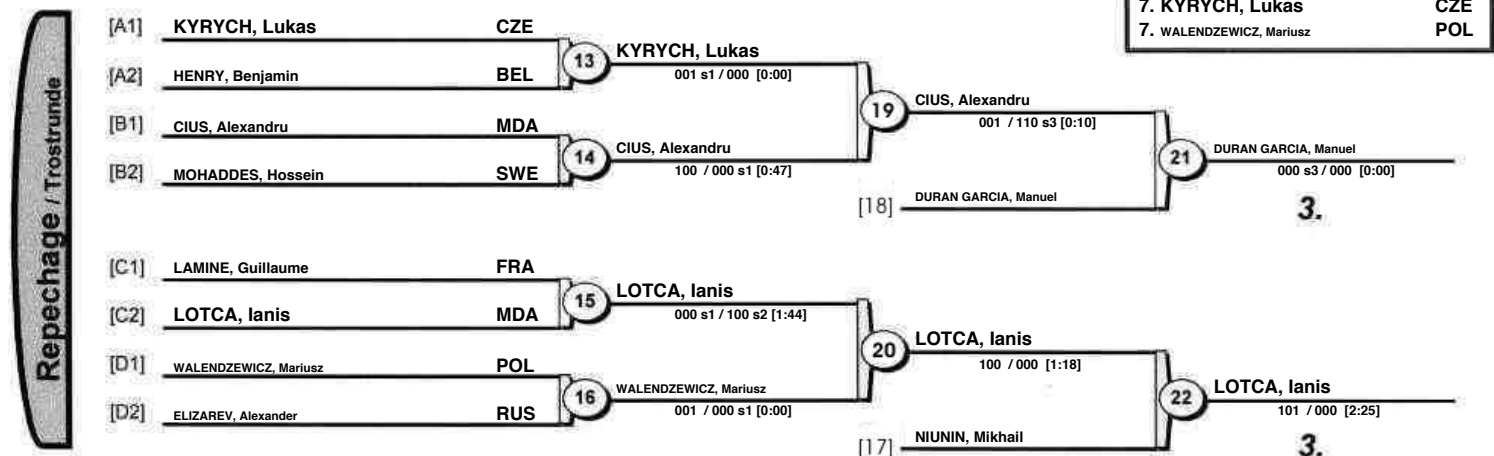 7. KYRYCH, Lukas CZE
7. WALENDZEWICZ, Mariusz POL
Repechage / Trostrunde
[A1] KYRYCH, Lukas CZE
[A2] HENRY, Benjamin BEL
13 KYRYCH, Lukas
001 s1 / 000 [0:00]
[B1] CIUS, Alexandru MDA
[B2] MOHADDES, Hossein SWE
14 CIUS, Alexandru
100 / 000 s1 [0:47]
19 CIUS, Alexandru
001 / 110 s3 [0:10]
[18] DURAN GARCIA, Manuel
21 DURAN GARCIA, Manuel
000 s3 / 000 [0:00]
3.
[C1] LAMINE, Guillaume FRA
[C2] LOTCA, Ianis MDA
15 LOTCA, Ianis
000 s1 / 100 s2 [1:44]
[D1] WALENDZEWICZ, Mariusz POL
[D2] ELIZAREV, Alexander RUS
16 WALENDZEWICZ, Mariusz
001 / 000 s1 [0:00]
20 LOTCA, Ianis
100 / 000 [1:18]
[17] NIUNIN, Mikhail
22 LOTCA, Ianis
101 / 000 [2:25]
3.